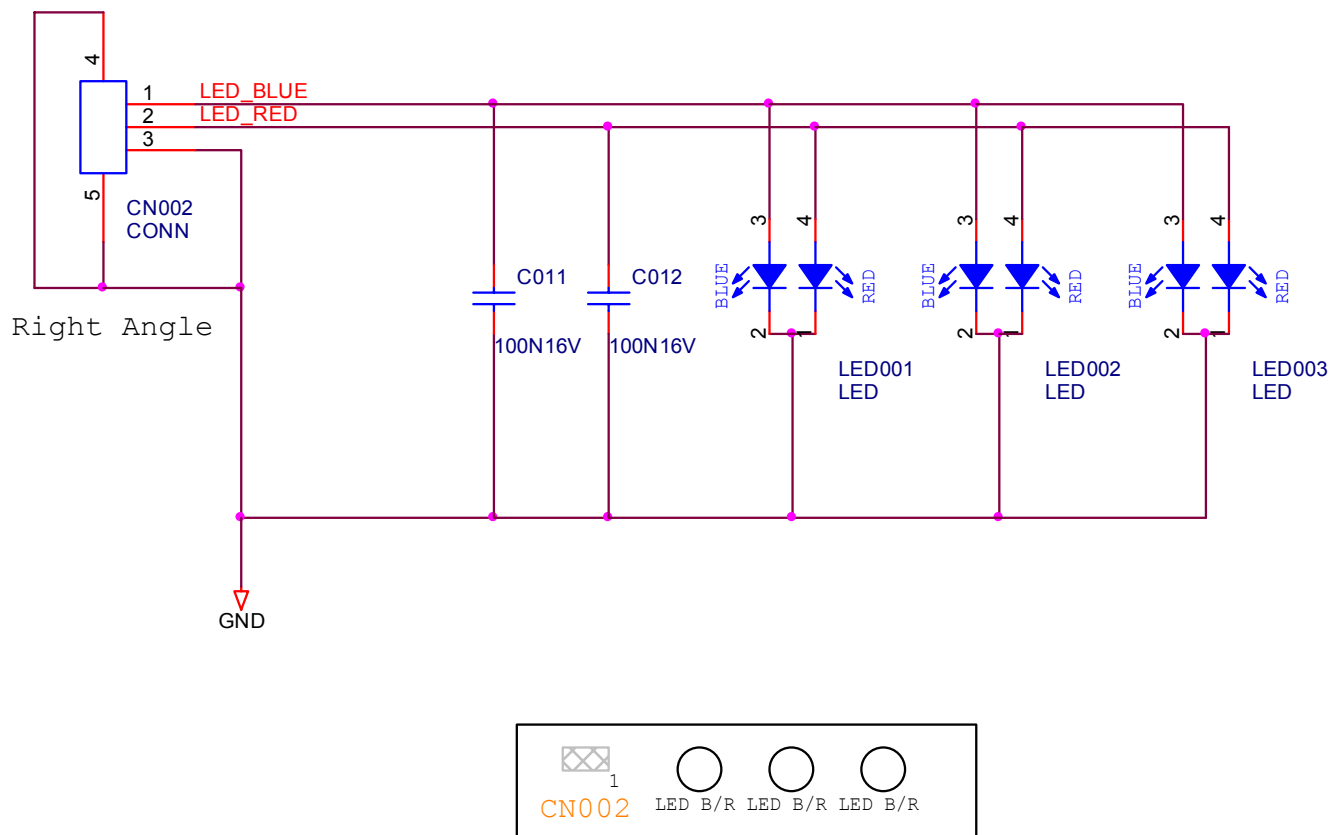 4
1 LED_BLUE
2 LED_RED
3
5
CN002
CONN
Right Angle
GND
C011
100N16V
C012
100N16V
3 4
BLUE RED
2 1
LED001
LED
3 4
BLUE RED
2 1
LED002
LED
3 4
BLUE RED
2 1
LED003
LED
1
CN002 LED B/R LED B/R LED B/R